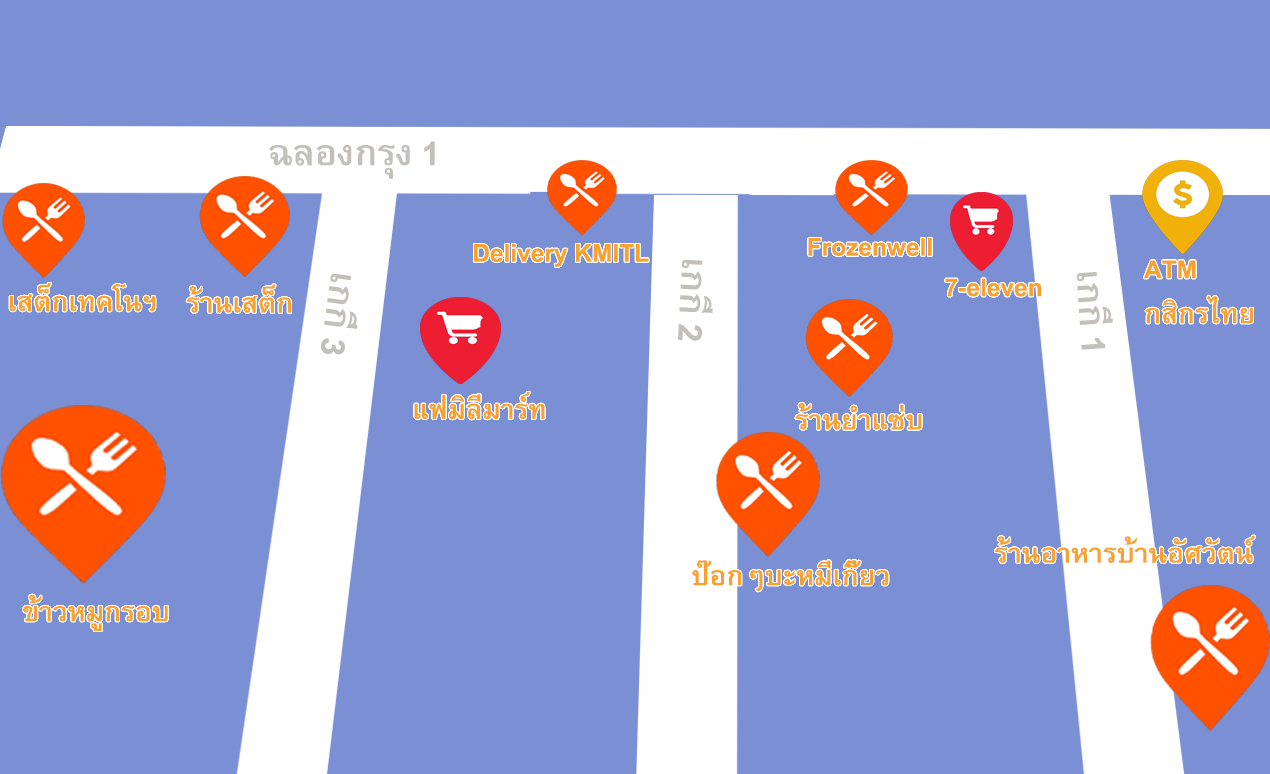 ฉลองกรุง 1
Delivery KMITL
Frozenwell
7-eleven
ATM
กสิกรไทย
เสต็กเทคโนฯ
ร้านเสต็ก
เกกี 3
เกกี 2
เกกี 1
แฟมิลีมาร์ท
ร้านยำแซ่บ
ป๊อก ๆบะหมี่เกี๊ยว
ร้านอาหารบ้านอัศวัตน์
ข้าวหมูกรอบ